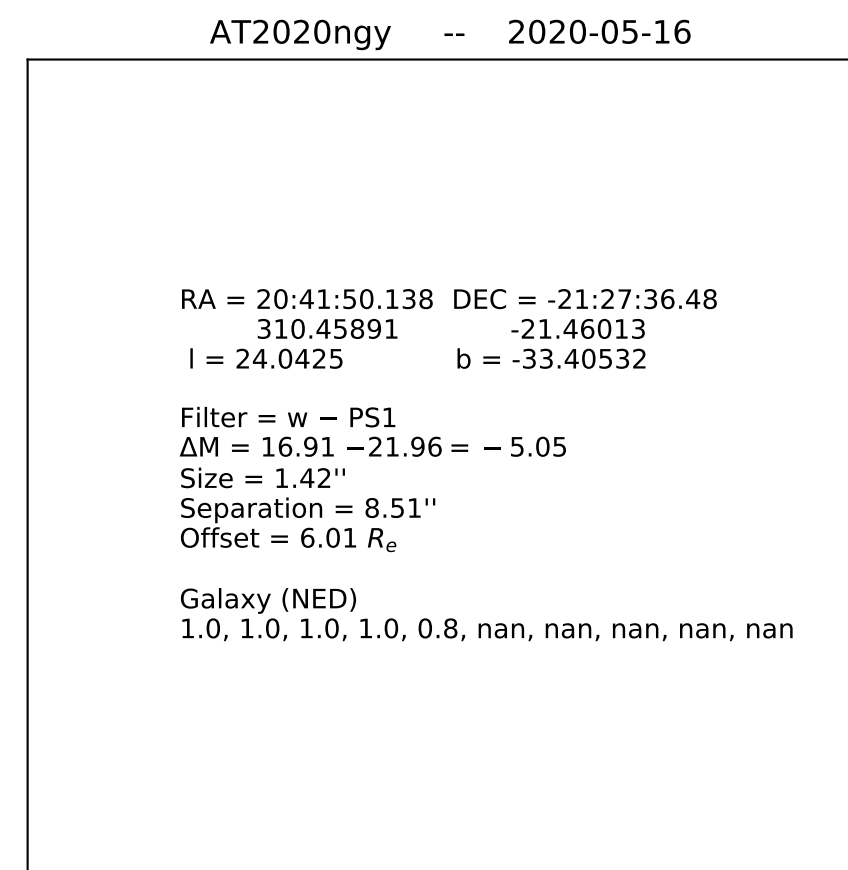 AT2020ngy -- 2020-05-16
RA = 20:41:50.138 DEC = -21:27:36.48
310.45891 -21.46013
l = 24.0425 b = -33.40532
Filter = w − PS1
ΔM = 16.91 −21.96 = − 5.05
Size = 1.42''
Separation = 8.51''
Offset = 6.01 Rₑ
Galaxy (NED)
1.0, 1.0, 1.0, 1.0, 0.8, nan, nan, nan, nan, nan